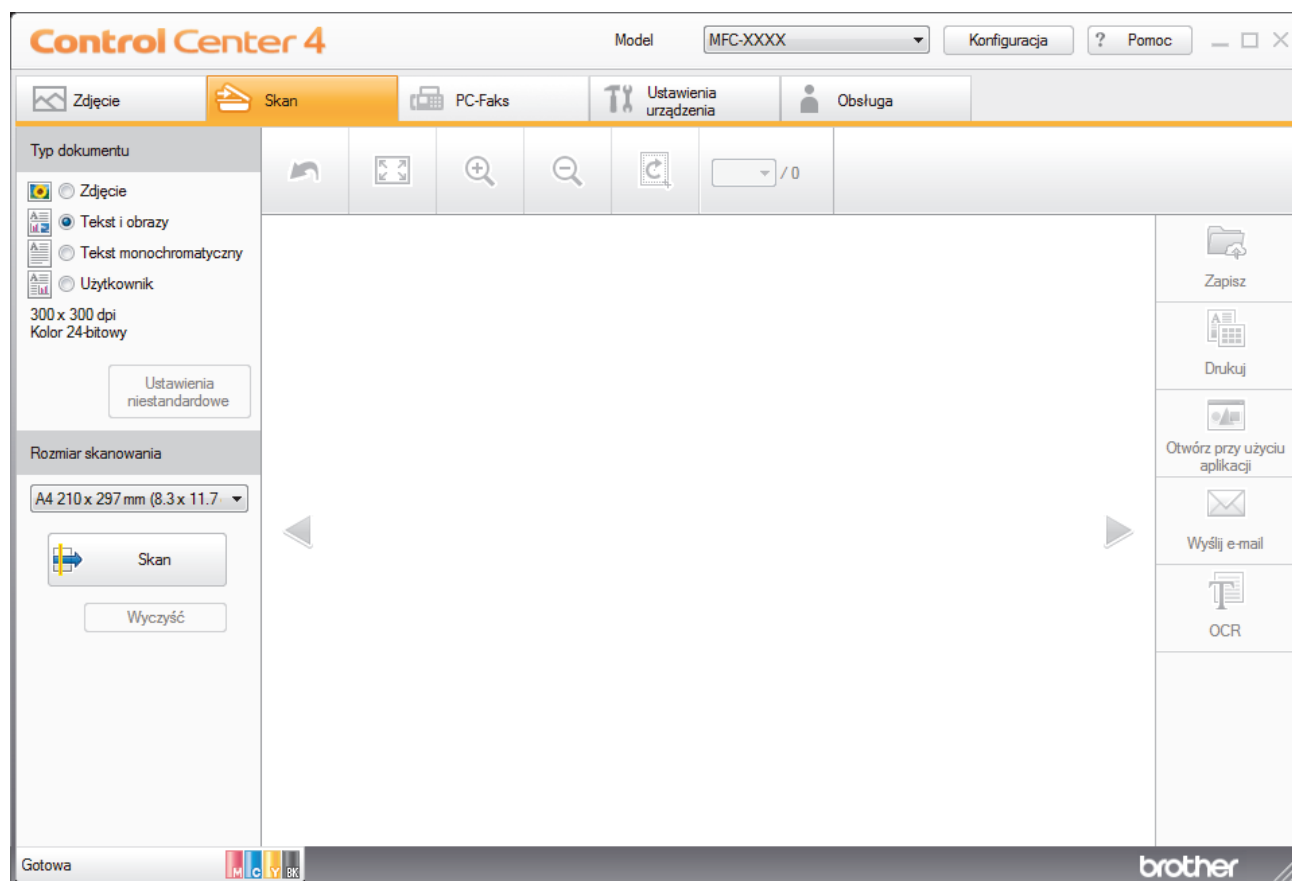 Control Center 4
Model
MFC-XXXX
Konfiguracja
? Pomoc
Zdjęcie
Skan
PC-Faks
Ustawienia
urządzenia
Obsługa
Typ dokumentu
Zdjęcie
Tekst i obrazy
Tekst monochromatyczny
Użytkownik
300 x 300 dpi
Kolor 24-bitowy
Ustawienia
niestandardowe
Rozmiar skanowania
A4 210 x 297 mm (8.3 x 11.7
Skan
Wyczyść
/ 0
Zapisz
Drukuj
Otwórz przy użyciu
aplikacji
Wyślij e-mail
OCR
Gotowa
M C Y BK
brother